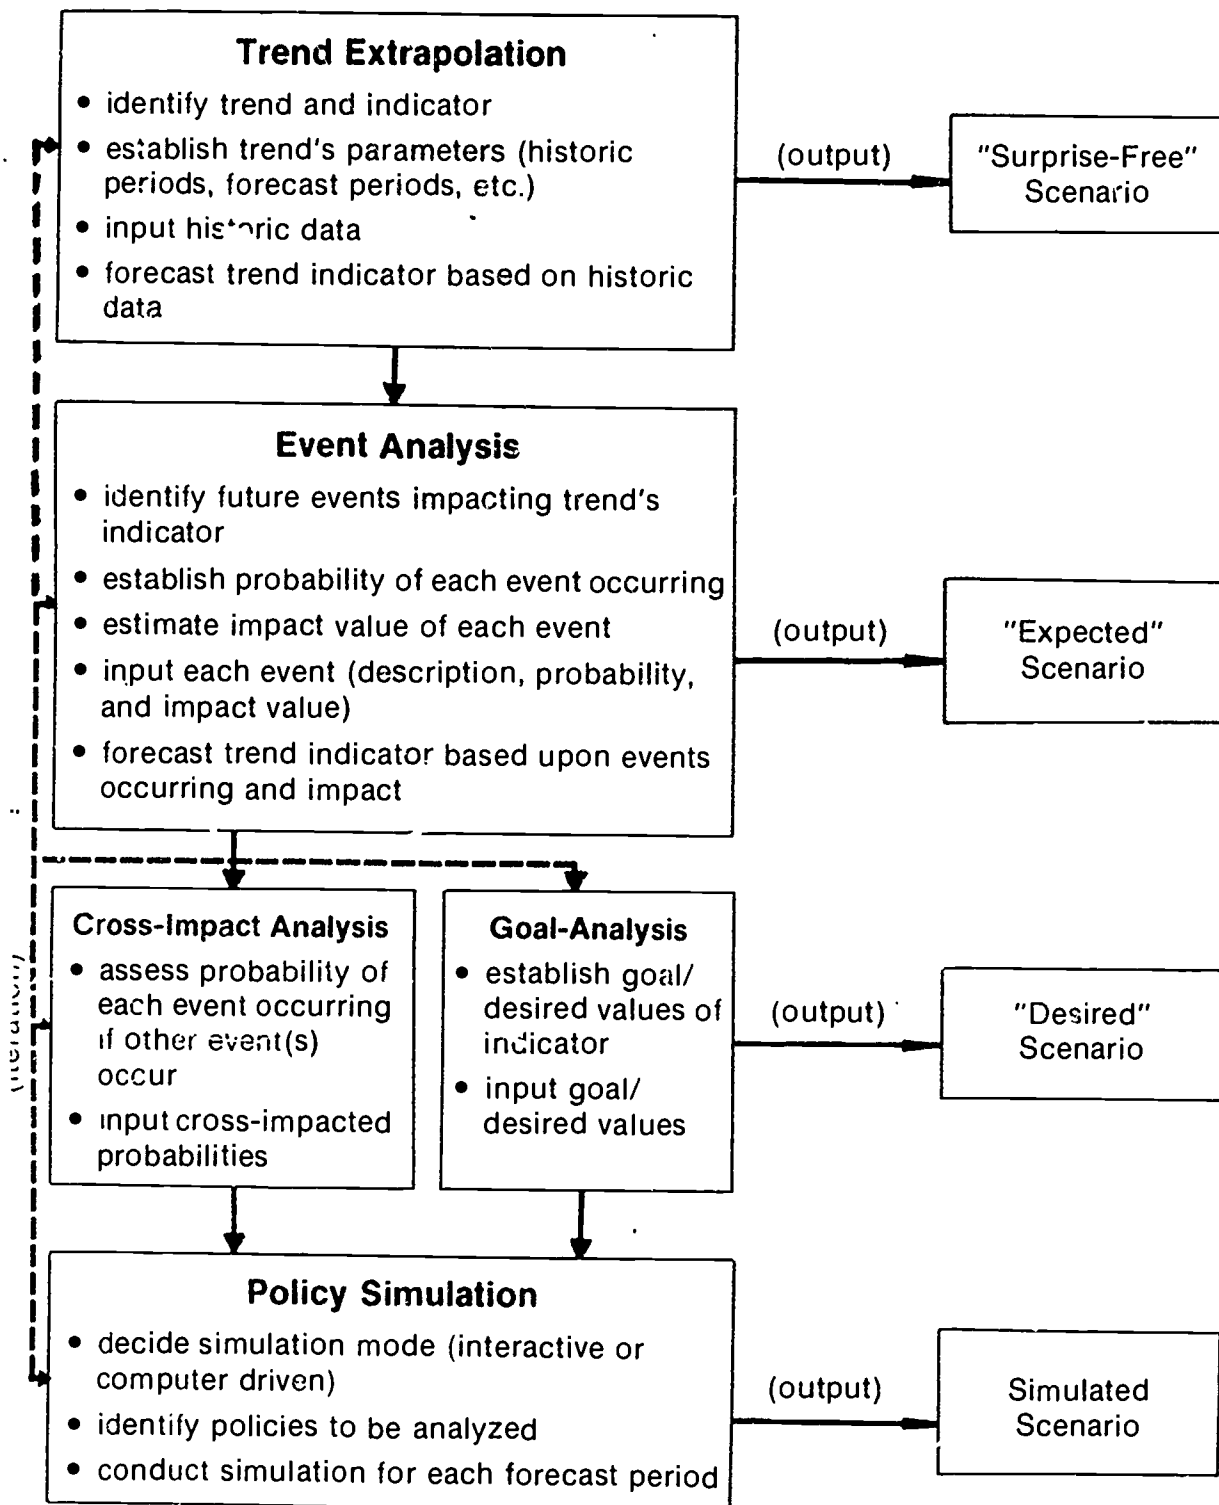 Trend Extrapolation
• identify trend and indicator
• establish trend's parameters (historic
periods, forecast periods, etc.)
• input historic data
• forecast trend indicator based on historic
data
(output)
"Surprise-Free"
Scenario
Event Analysis
• identify future events impacting trend's
indicator
• establish probability of each event occurring
• estimate impact value of each event
• input each event (description, probability,
and impact value)
• forecast trend indicator based upon events
occurring and impact
(output)
"Expected"
Scenario
(iteration)
Cross-Impact Analysis
• assess probability of
each event occurring
if other event(s)
occur
• input cross-impacted
probabilities
Goal-Analysis
• establish goal/
desired values of
indicator
• input goal/
desired values
(output)
"Desired"
Scenario
Policy Simulation
• decide simulation mode (interactive or
computer driven)
• identify policies to be analyzed
• conduct simulation for each forecast period
(output)
Simulated
Scenario